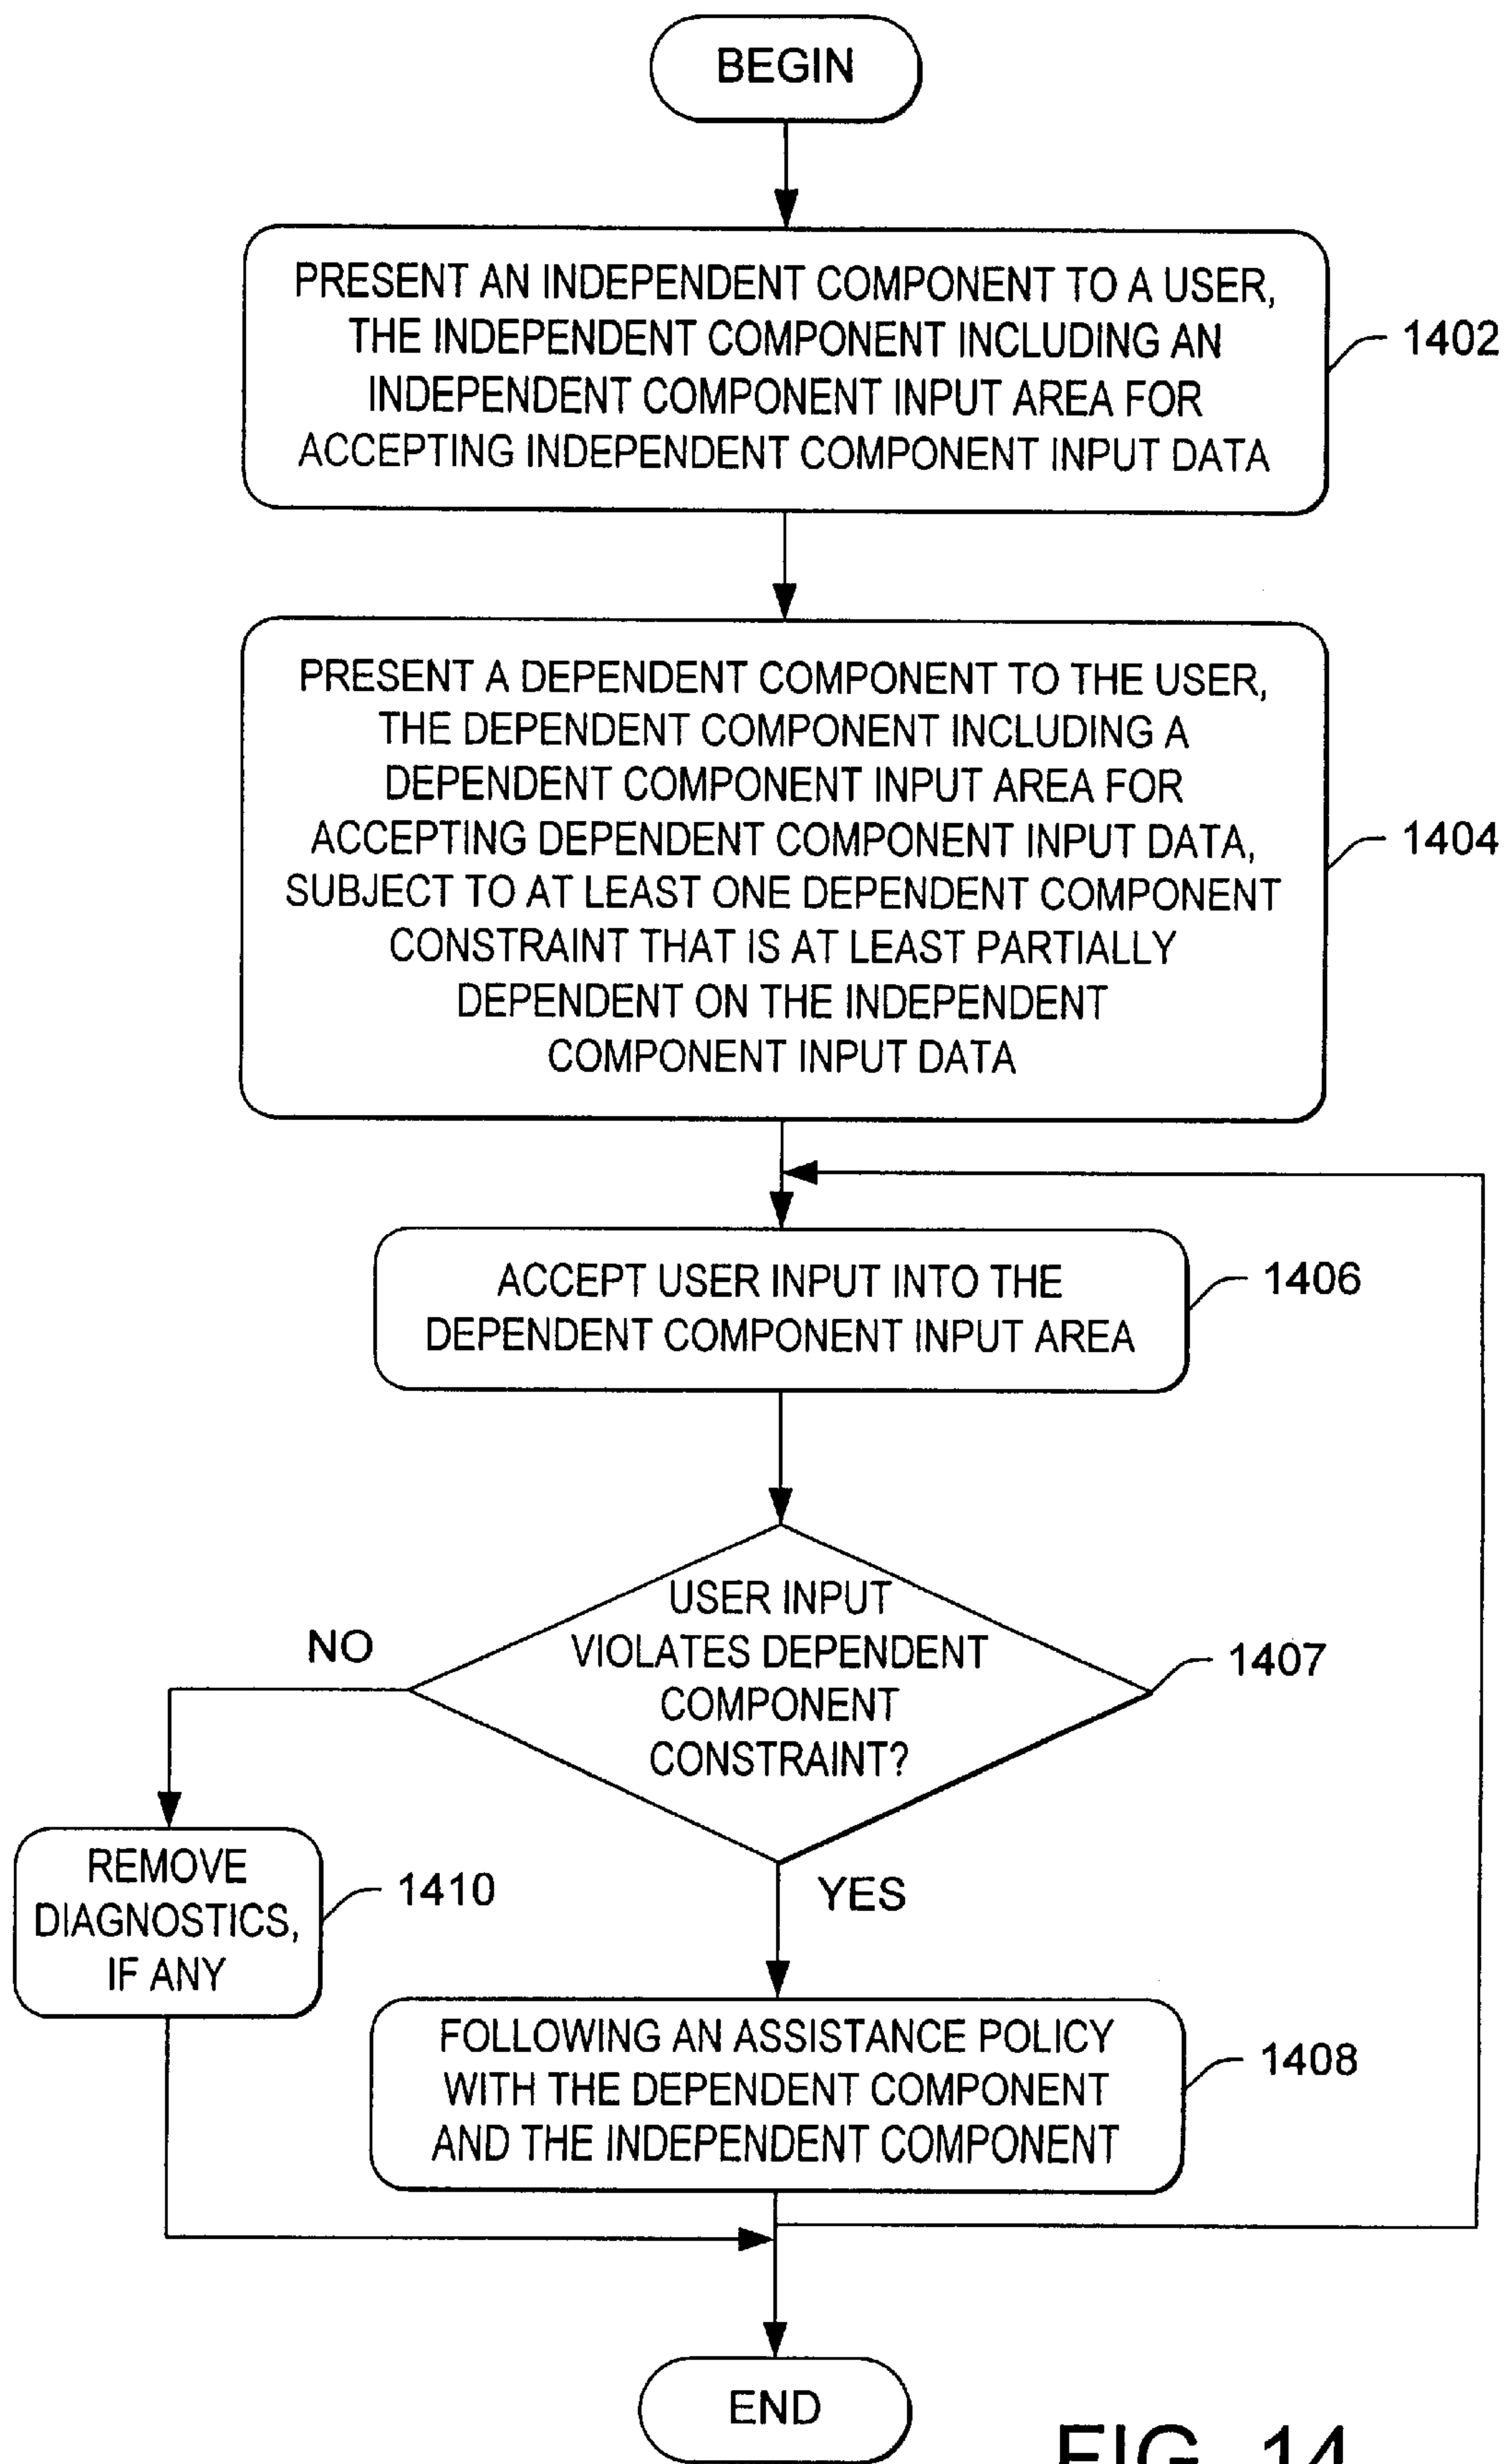 BEGIN
PRESENT AN INDEPENDENT COMPONENT TO A USER,
THE INDEPENDENT COMPONENT INCLUDING AN
INDEPENDENT COMPONENT INPUT AREA FOR
ACCEPTING INDEPENDENT COMPONENT INPUT DATA
1402
PRESENT A DEPENDENT COMPONENT TO THE USER,
THE DEPENDENT COMPONENT INCLUDING A
DEPENDENT COMPONENT INPUT AREA FOR
ACCEPTING DEPENDENT COMPONENT INPUT DATA,
SUBJECT TO AT LEAST ONE DEPENDENT COMPONENT
CONSTRAINT THAT IS AT LEAST PARTIALLY
DEPENDENT ON THE INDEPENDENT
COMPONENT INPUT DATA
1404
ACCEPT USER INPUT INTO THE
DEPENDENT COMPONENT INPUT AREA
1406
USER INPUT
VIOLATES DEPENDENT
COMPONENT
CONSTRAINT?
1407
NO
YES
REMOVE
DIAGNOSTICS,
IF ANY
1410
FOLLOWING AN ASSISTANCE POLICY
WITH THE DEPENDENT COMPONENT
AND THE INDEPENDENT COMPONENT
1408
END
FIG. 14